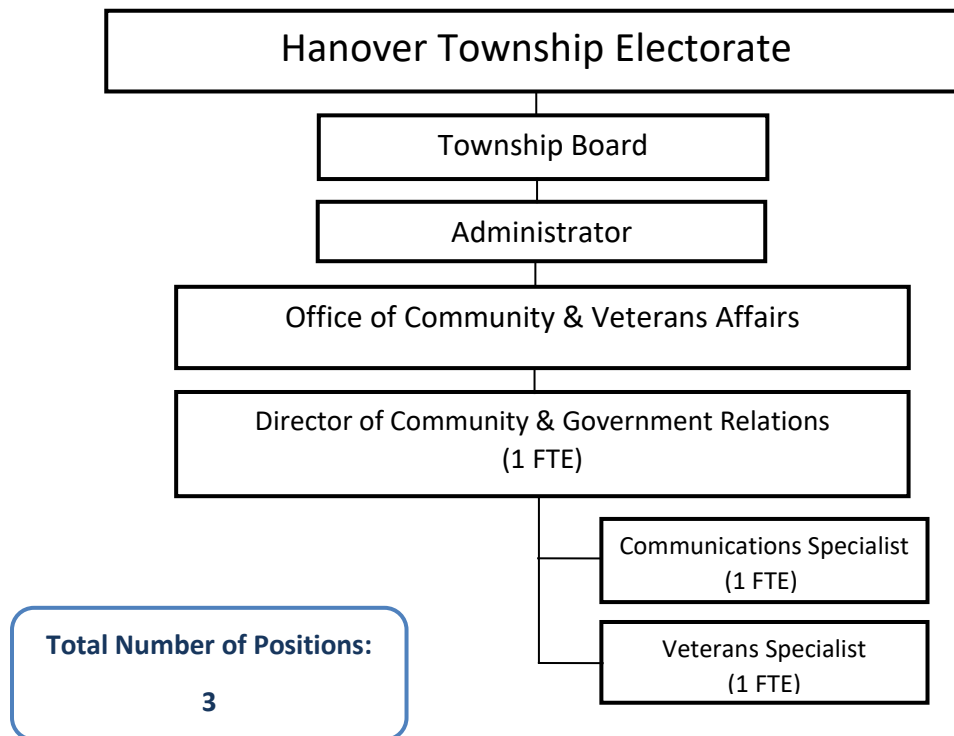 Hanover Township Electorate
Township Board
Administrator
Office of Community & Veterans Affairs
Director of Community & Government Relations
(1 FTE)
Communications Specialist
(1 FTE)
Veterans Specialist
(1 FTE)
Total Number of Positions:
3